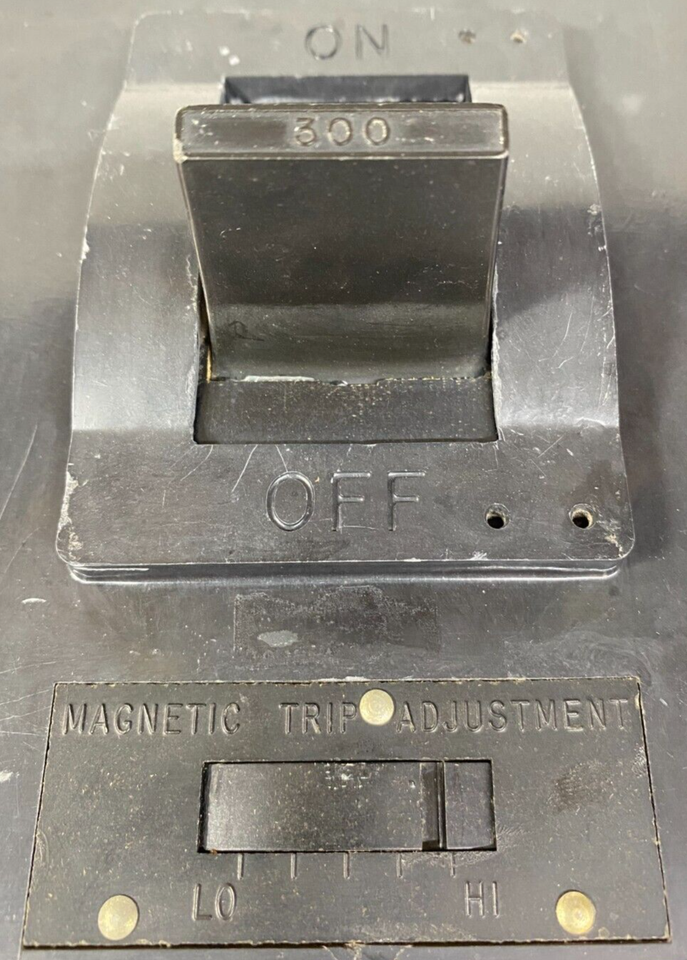 ON
300
OFF
MAGNETIC TRIP ADJUSTMENT
LO HI